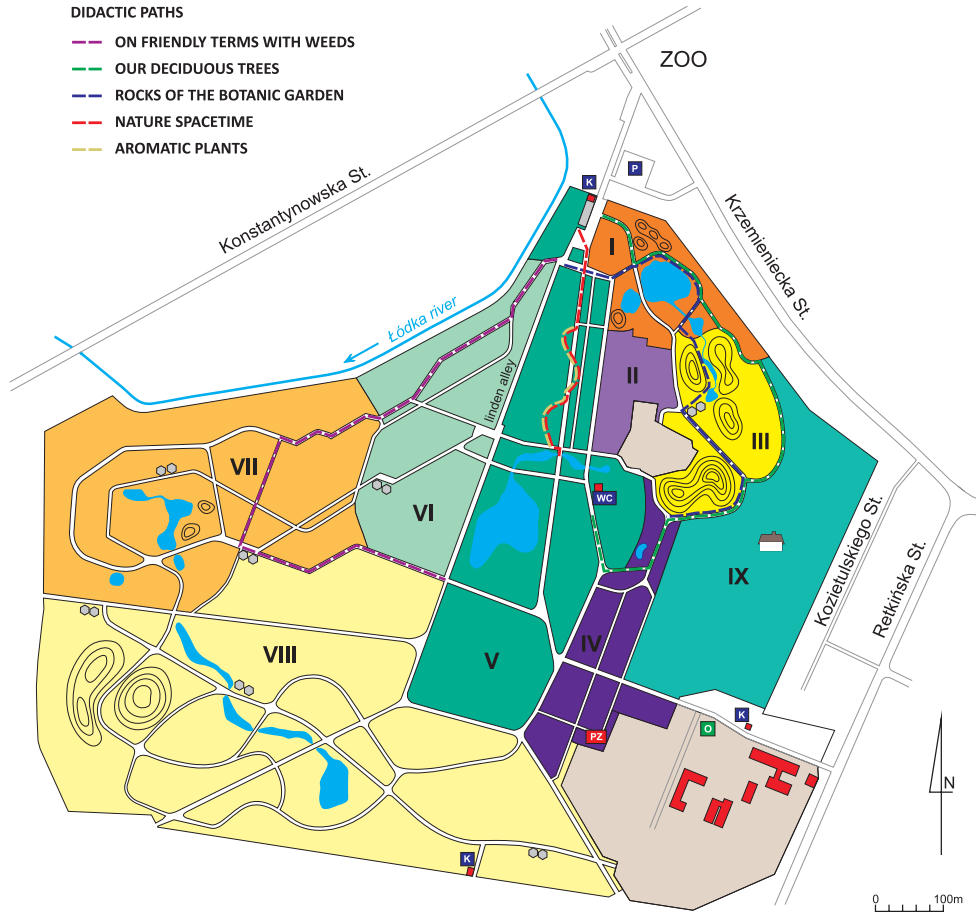 DIDACTIC PATHS
ON FRIENDLY TERMS WITH WEEDS
OUR DECIDUOUS TREES
ROCKS OF THE BOTANIC GARDEN
NATURE SPACETIME
AROMATIC PLANTS
ZOO
Konstantynowska St.
P
K
Krzemieniecka St.
I
Łódka river
linden alley
II
III
VII
VI
WC
IX
Kozietulskiego St.
Retkińska St.
VIII
V
IV
K
O
PZ
N
K
0 100m